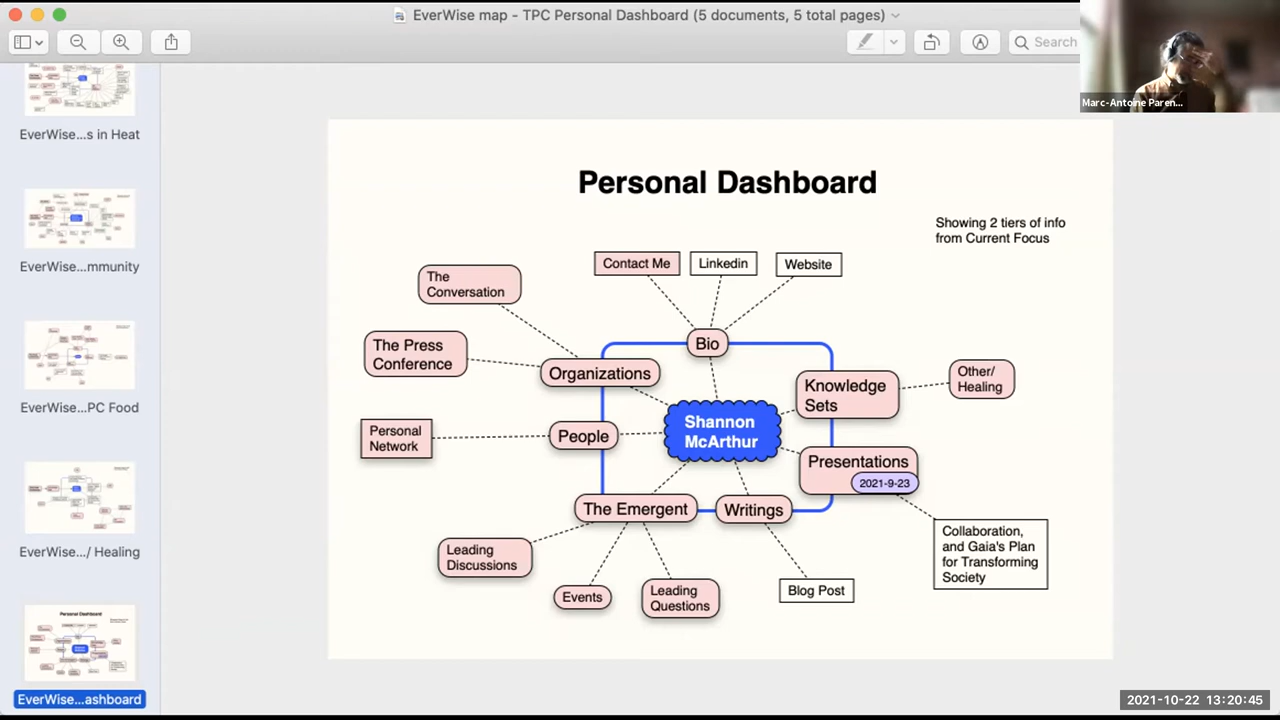 EverWise map - TPC Personal Dashboard (5 documents, 5 total pages)
Search
Marc-Antoine Paren...
EverWise...s in Heat
EverWise...mmunity
EverWise...PC Food
EverWise.../ Healing
EverWise...ashboard
Personal Dashboard
Showing 2 tiers of info
from Current Focus
Contact Me
Linkedin
Website
The
Conversation
Bio
The Press
Conference
Organizations
Knowledge
Sets
Other/
Healing
Shannon
McArthur
Personal
Network
People
Presentations
2021-9-23
The Emergent
Writings
Leading
Discussions
Events
Leading
Questions
Blog Post
Collaboration,
and Gaia's Plan
for Transforming
Society
2021-10-22 13:20:45